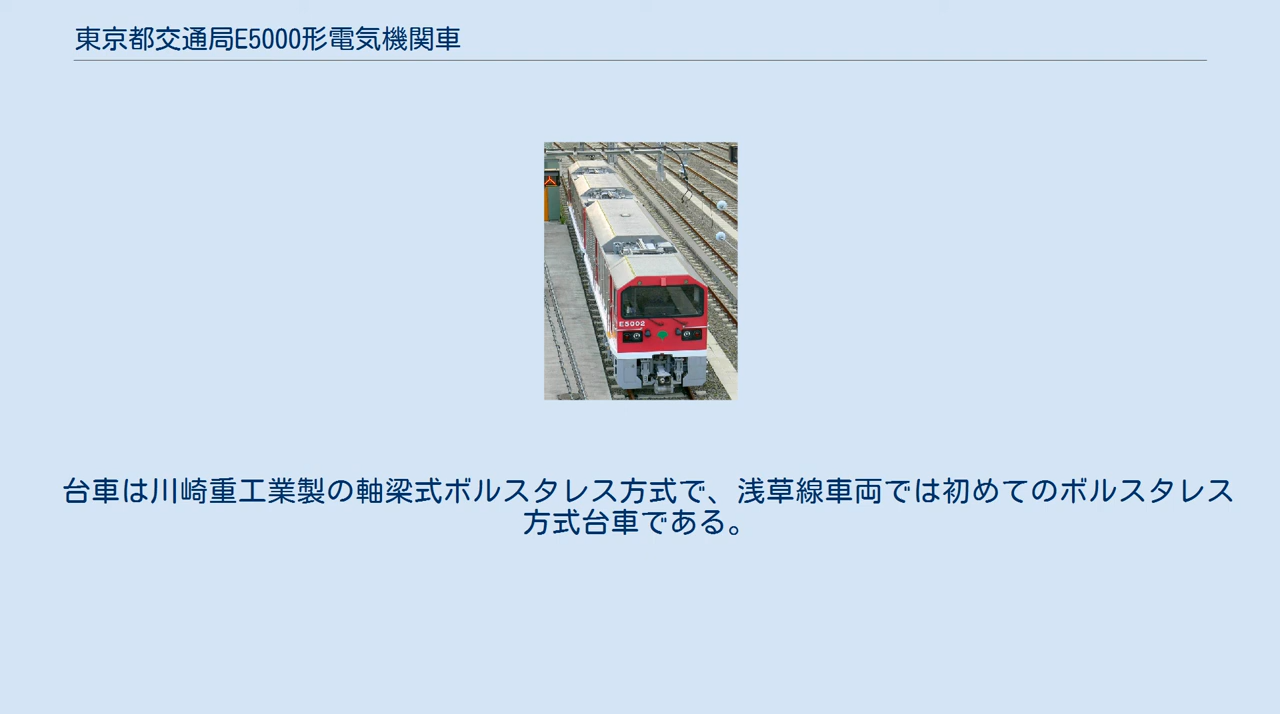 東京都交通局E5000形電気機関車
E5002
台車は川崎重工業製の軸梁式ボルスタレス方式で、浅草線車両では初めてのボルスタレス
方式台車である。